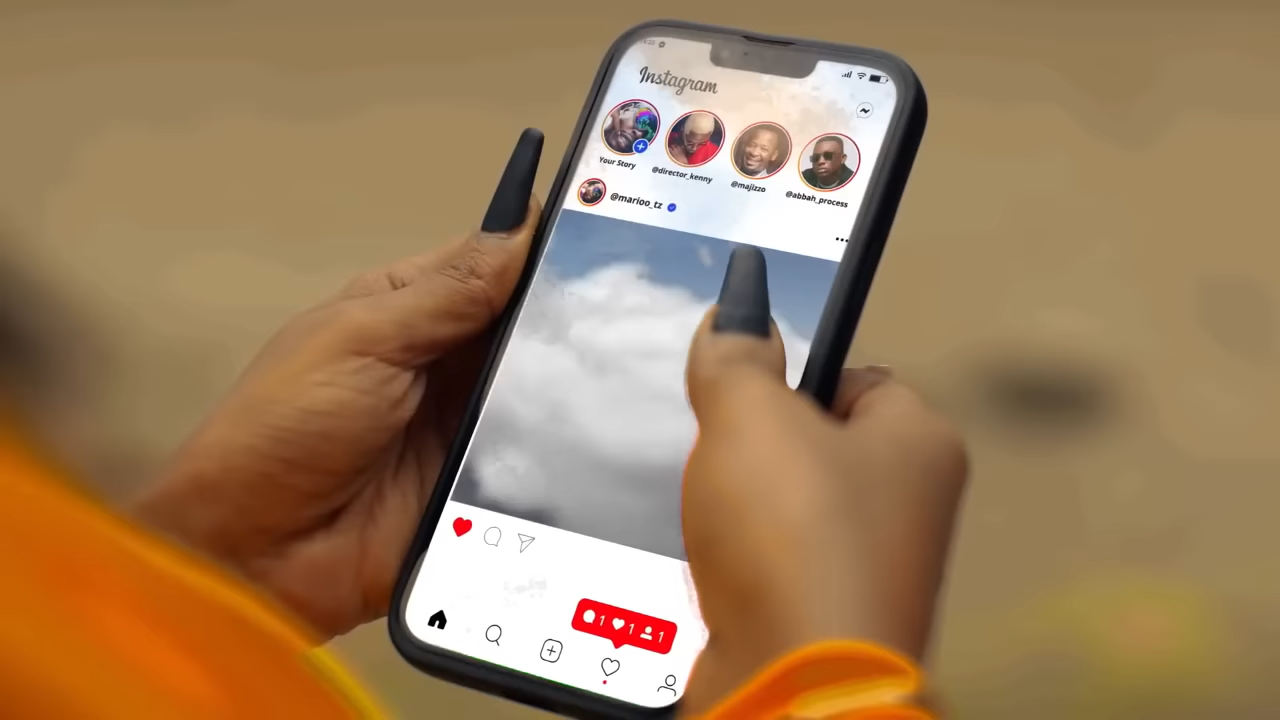 Instagram
Your Story
@director_kenny
@majizzo
@abbah_process
@marioo_tz
1 1 1